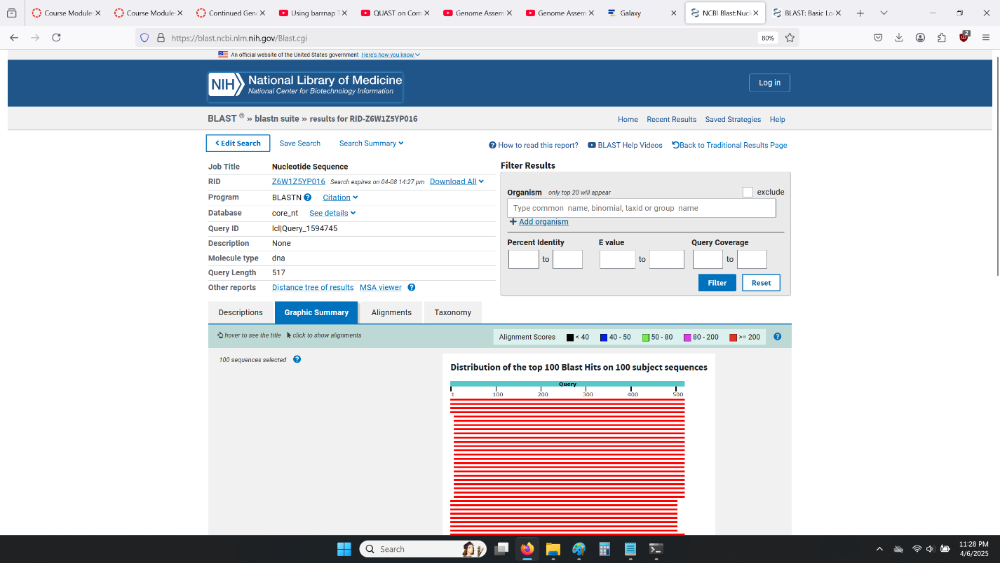 Course Module:
Course Module:
Continued Geno
Using barrnap T
QUAST on Com
Genome Assem
Genome Assem
Galaxy
NCBI Blast:Nucl
BLAST: Basic Lo
https://blast.ncbi.nlm.nih.gov/Blast.cgi
80%
2
An official website of the United States government Here's how you know
NIH National Library of Medicine
National Center for Biotechnology Information
Log in
BLAST ® » blastn suite » results for RID-Z6W1Z5YP016
Home Recent Results Saved Strategies Help
< Edit Search Save Search Search Summary
How to read this report? BLAST Help Videos Back to Traditional Results Page
Job Title Nucleotide Sequence
RID Z6W1Z5YP016 Search expires on 04-08 14:27 pm Download All
Program BLASTN Citation
Database core_nt See details
Query ID lcl|Query_1594745
Description None
Molecule type dna
Query Length 517
Other reports Distance tree of results MSA viewer
Filter Results
Organism only top 20 will appear exclude
Type common name, binomial, taxid or group name
+ Add organism
Percent Identity E value Query Coverage
to to to
Filter Reset
Descriptions Graphic Summary Alignments Taxonomy
hover to see the title click to show alignments
Alignment Scores < 40 40 - 50 50 - 80 80 - 200 >= 200
100 sequences selected
Distribution of the top 100 Blast Hits on 100 subject sequences
Query
1 100 200 300 400 500
Search
11:28 PM
4/6/2025